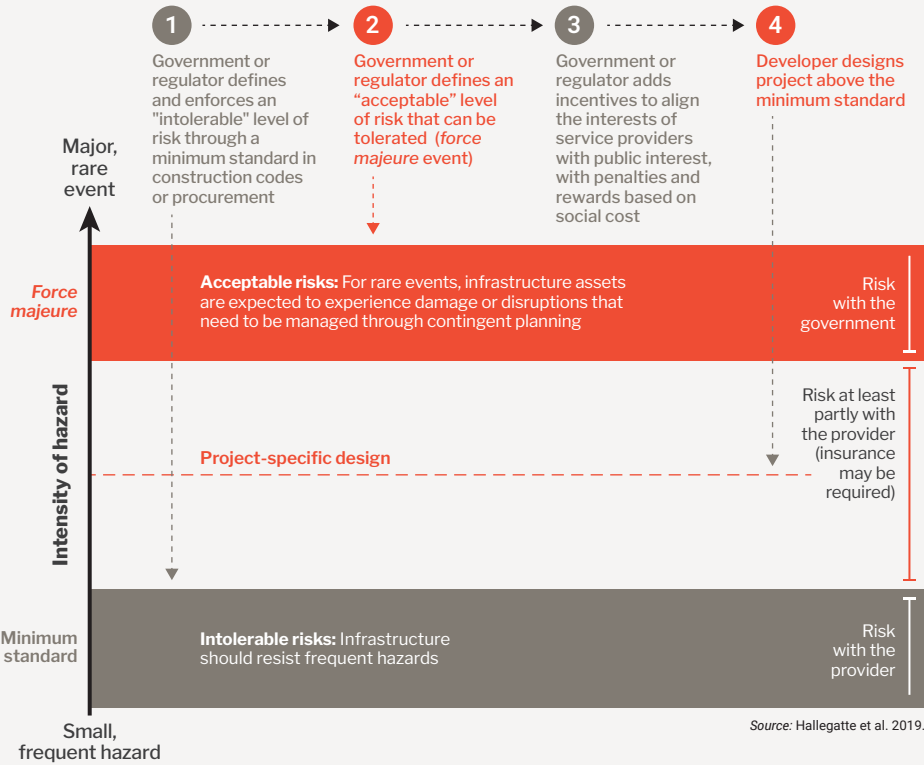 1
2
3
4
Government or
regulator defines
and enforces an
"intolerable" level of
risk through a
minimum standard in
construction codes
or procurement
Government or
regulator defines an
“acceptable” level
of risk that can be
tolerated (force
majeure event)
Government or
regulator adds
incentives to align
the interests of
service providers
with public interest,
with penalties and
rewards based on
social cost
Developer designs
project above the
minimum standard
Major,
rare
event
Force
majeure
Acceptable risks: For rare events, infrastructure assets
are expected to experience damage or disruptions that
need to be managed through contingent planning
Risk
with the
government
Intensity of hazard
Project-specific design
Risk at least
partly with
the provider
(insurance
may be
required)
Minimum
standard
Intolerable risks: Infrastructure
should resist frequent hazards
Risk
with the
provider
Small,
frequent hazard
Source: Hallegatte et al. 2019.